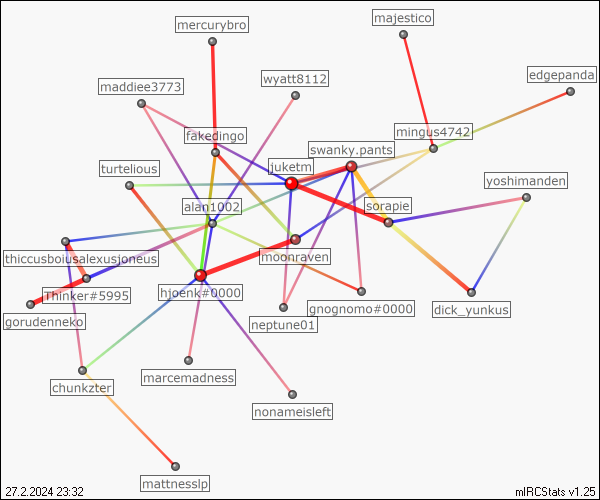 mercurybro
majestico
edgepanda
maddiee3773
wyatt8112
fakedingo
mingus4742
swanky.pants
turtelious
juketm
yoshimanden
alan1002
sorapie
thiccusboiusalexusjoneus
moonraven
Thinker#5995
hjoenk#0000
gorudenneko
neptune01
gnognomo#0000
dick_yunkus
marcemadness
chunkzter
nonameisleft
mattnesslp
27.2.2024 23:32
mIRCStats v1.25